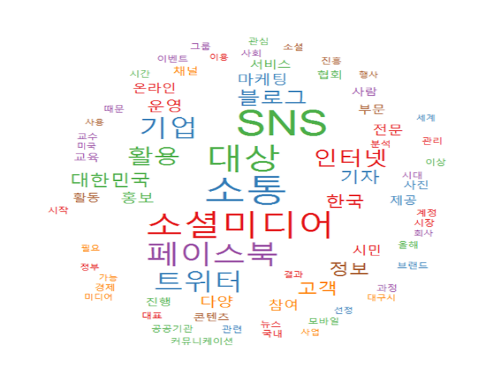 그룹 관심 소셜
이벤트 이용 사회 진흥
채널 서비스
시간 마케팅 협회 행사
온라인 블로그 사람
때문 운영 부문
사용 기업 SNS 전문 세계
교수
미국 분석 관리
교육 활용 대상 인터넷 이상
대한민국 기자 시대
소통 사진
활동 홍보 한국 제공
시작 소셜미디어 계정
시장
회사
필요 페이스북 시민 올해
정부 정보 브랜드
가능 트위터 결과
경제 고객 과정
미디어 진행 다양 참여 대구시
대표 콘텐츠 선정
공공기관 관련 뉴스 모바일
국내 사업
커뮤니케이션